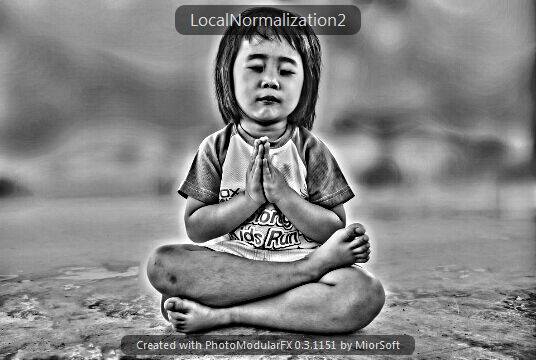 LocalNormalization2
Kids Run
Created with PhotoModularFX 0.3.1151 by MiorSoft